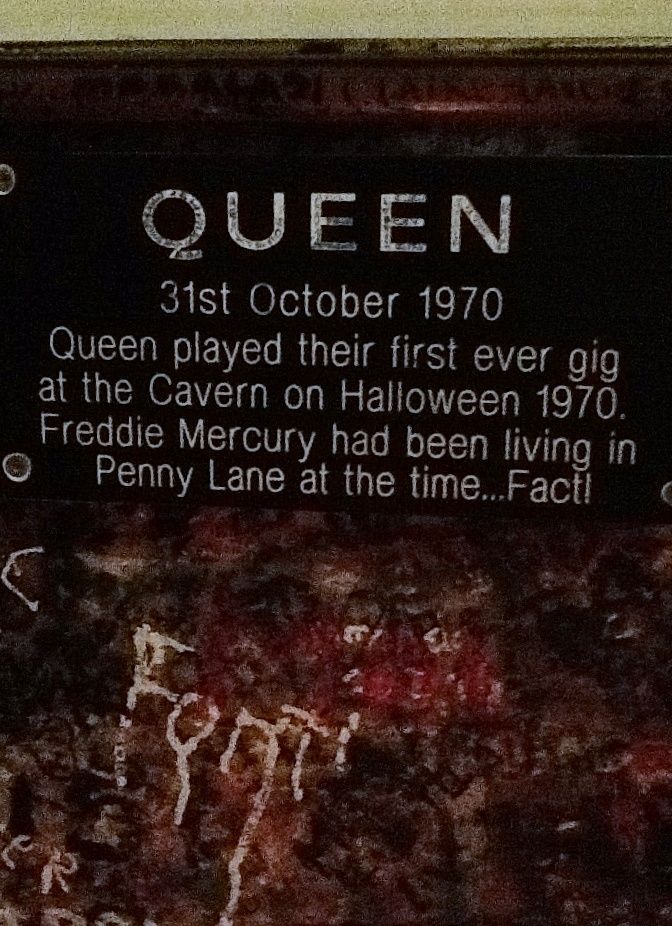 QUEEN
31st October 1970
Queen played their first ever gig
at the Cavern on Halloween 1970.
Freddie Mercury had been living in
Penny Lane at the time...Fact!